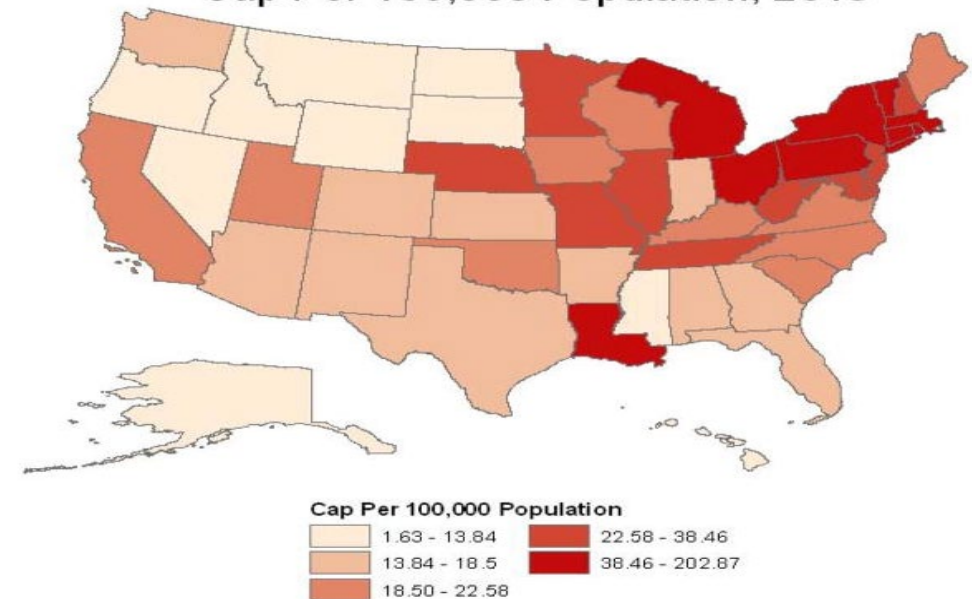 Cap Per 100,000 Population, 2010
Cap Per 100,000 Population
1.63 - 13.84
13.84 - 18.5
18.50 - 22.58
22.58 - 38.46
38.46 - 202.87